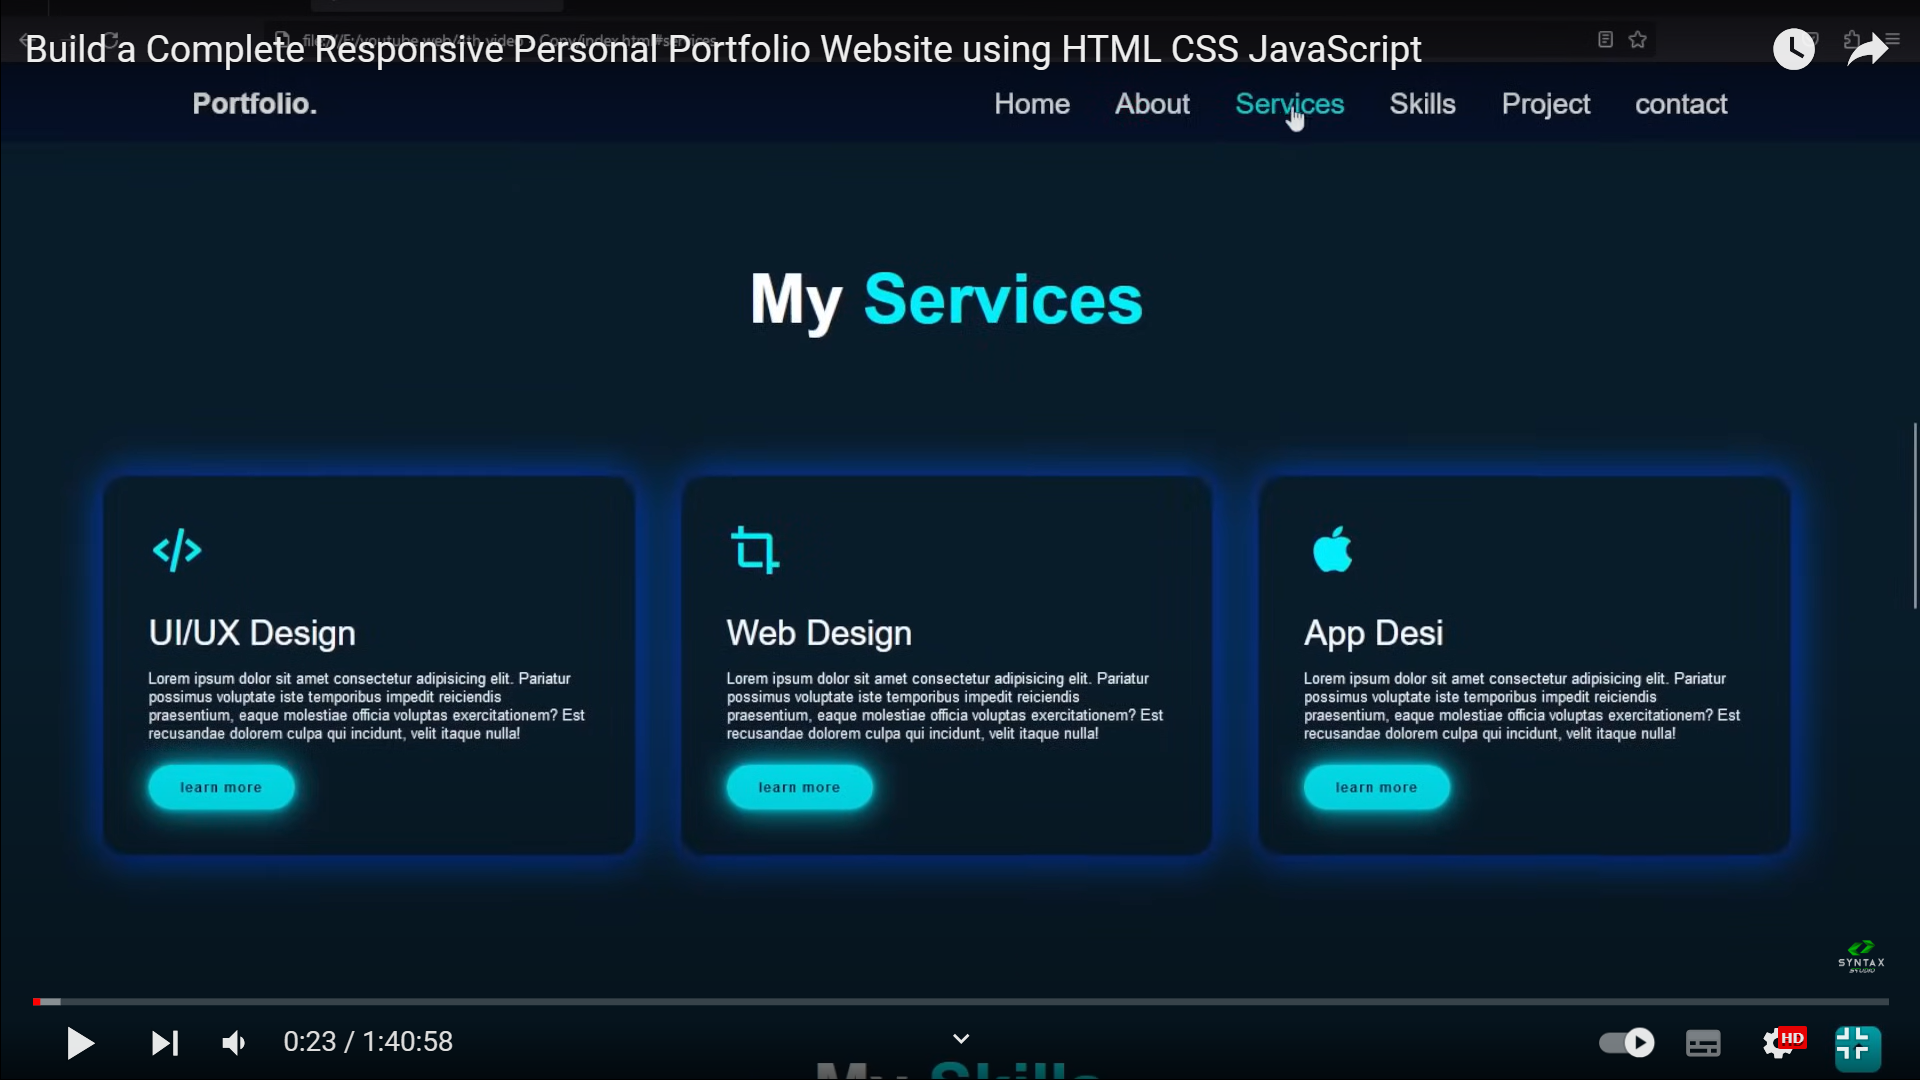 Build a Complete Responsive Personal Portfolio Website using HTML CSS JavaScript
Portfolio.
Home About Services Skills Project contact
My Services
UI/UX Design
Lorem ipsum dolor sit amet consectetur adipisicing elit. Pariatur
possimus voluptate iste temporibus impedit reiciendis
praesentium, eaque molestiae officia voluptas exercitationem? Est
recusandae dolorem culpa qui incidunt, velit itaque nulla!
learn more
Web Design
Lorem ipsum dolor sit amet consectetur adipisicing elit. Pariatur
possimus voluptate iste temporibus impedit reiciendis
praesentium, eaque molestiae officia voluptas exercitationem? Est
recusandae dolorem culpa qui incidunt, velit itaque nulla!
learn more
App Desi
Lorem ipsum dolor sit amet consectetur adipisicing elit. Pariatur
possimus voluptate iste temporibus impedit reiciendis
praesentium, eaque molestiae officia voluptas exercitationem? Est
recusandae dolorem culpa qui incidunt, velit itaque nulla!
learn more
SYNTAX
STUDIO
0:23 / 1:40:58
HD
My Skills